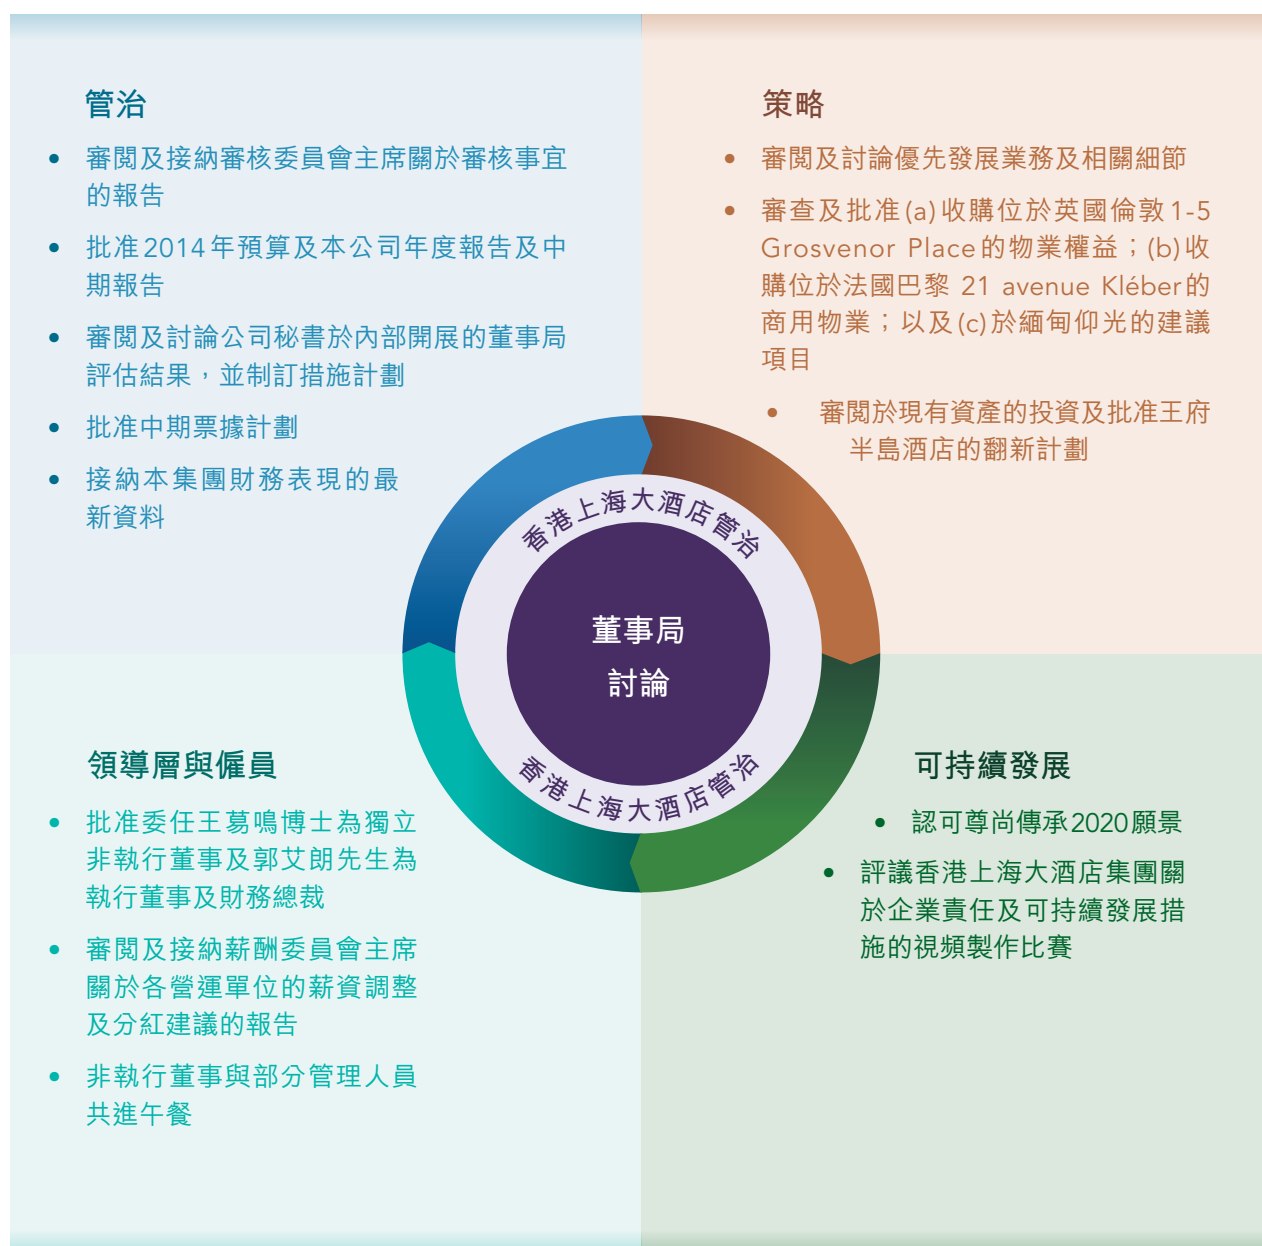 管治
• 審閲及接納審核委員會主席關於審核事宜
的報告
• 批准2014年預算及本公司年度報告及中
期報告
• 審閲及討論公司秘書於內部開展的董事局
評估結果，並制訂措施計劃
• 批准中期票據計劃
• 接納本集團財務表現的最
新資料
策略
• 審閲及討論優先發展業務及相關細節
• 審查及批准(a)收購位於英國倫敦1-5
Grosvenor Place的物業權益；(b)收
購位於法國巴黎 21 avenue Kléber的
商用物業；以及(c)於緬甸仰光的建議
項目
• 審閲於現有資產的投資及批准王府
半島酒店的翻新計劃
香港上海大酒店管治
董事局
討論
香港上海大酒店管治
領導層與僱員
• 批准委任王䓪鳴博士為獨立
非執行董事及郭艾朗先生為
執行董事及財務總裁
• 審閲及接納薪酬委員會主席
關於各營運單位的薪資調整
及分紅建議的報告
• 非執行董事與部分管理人員
共進午餐
可持續發展
• 認可尊尚傳承2020願景
• 評議香港上海大酒店集團關
於企業責任及可持續發展措
施的視頻製作比賽